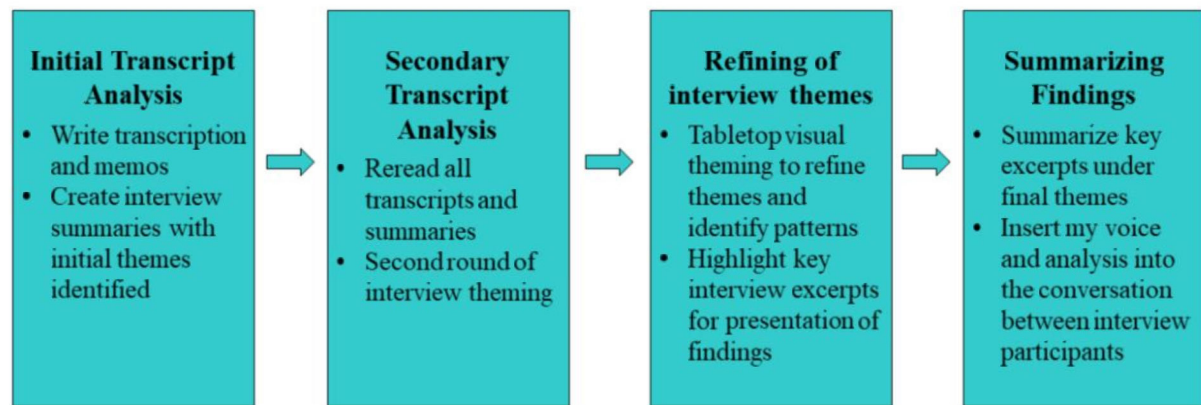 Initial Transcript
Analysis
• Write transcription
and memos
• Create interview
summaries with
initial themes
identified
Secondary
Transcript
Analysis
• Reread all
transcripts and
summaries
• Second round of
interview theming
Refining of
interview themes
• Tabletop visual
theming to refine
themes and
identify patterns
• Highlight key
interview excerpts
for presentation of
findings
Summarizing
Findings
• Summarize key
excerpts under
final themes
• Insert my voice
and analysis into
the conversation
between interview
participants